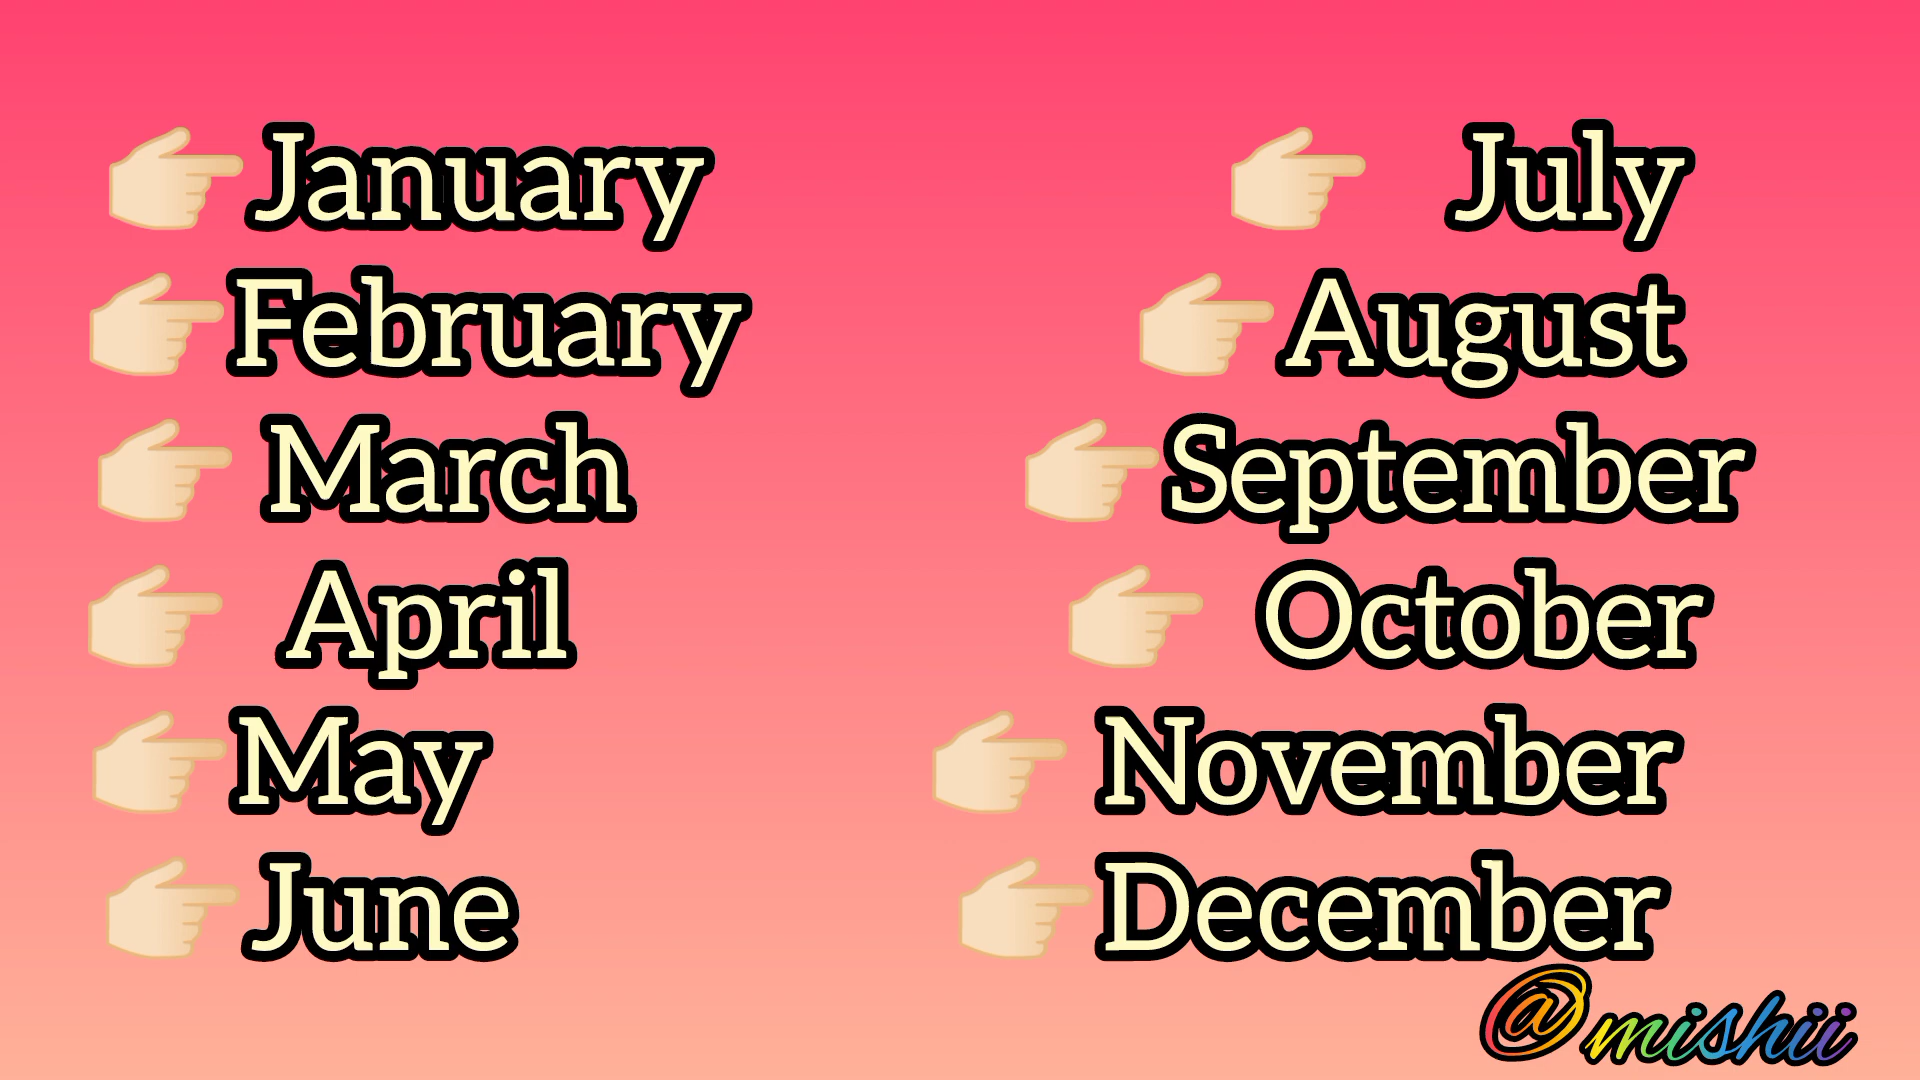 👉🏻January
👉🏻February
👉🏻March
👉🏻April
👉🏻May
👉🏻June
👉🏻July
👉🏻August
👉🏻September
👉🏻October
👉🏻November
👉🏻December
@mishii